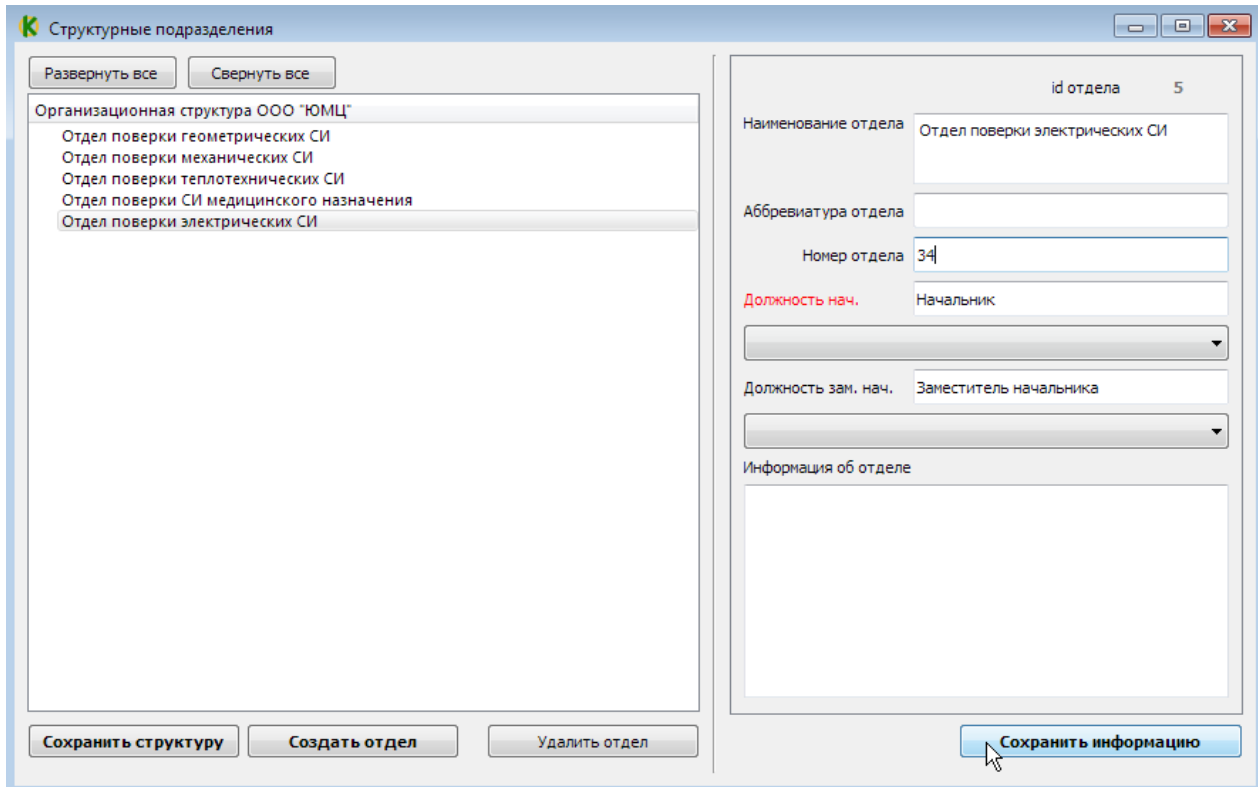 Структурные подразделения
Развернуть все
Свернуть все
Организационная структура ООО "ЮМЦ"
Отдел поверки геометрических СИ
Отдел поверки механических СИ
Отдел поверки теплотехнических СИ
Отдел поверки СИ медицинского назначения
Отдел поверки электрических СИ
Сохранить структуру
Создать отдел
Удалить отдел
id отдела 5
Наименование отдела Отдел поверки электрических СИ
Аббревиатура отдела
Номер отдела 34
Должность нач. Начальник
Должность зам. нач. Заместитель начальника
Информация об отделе
Сохранить информацию